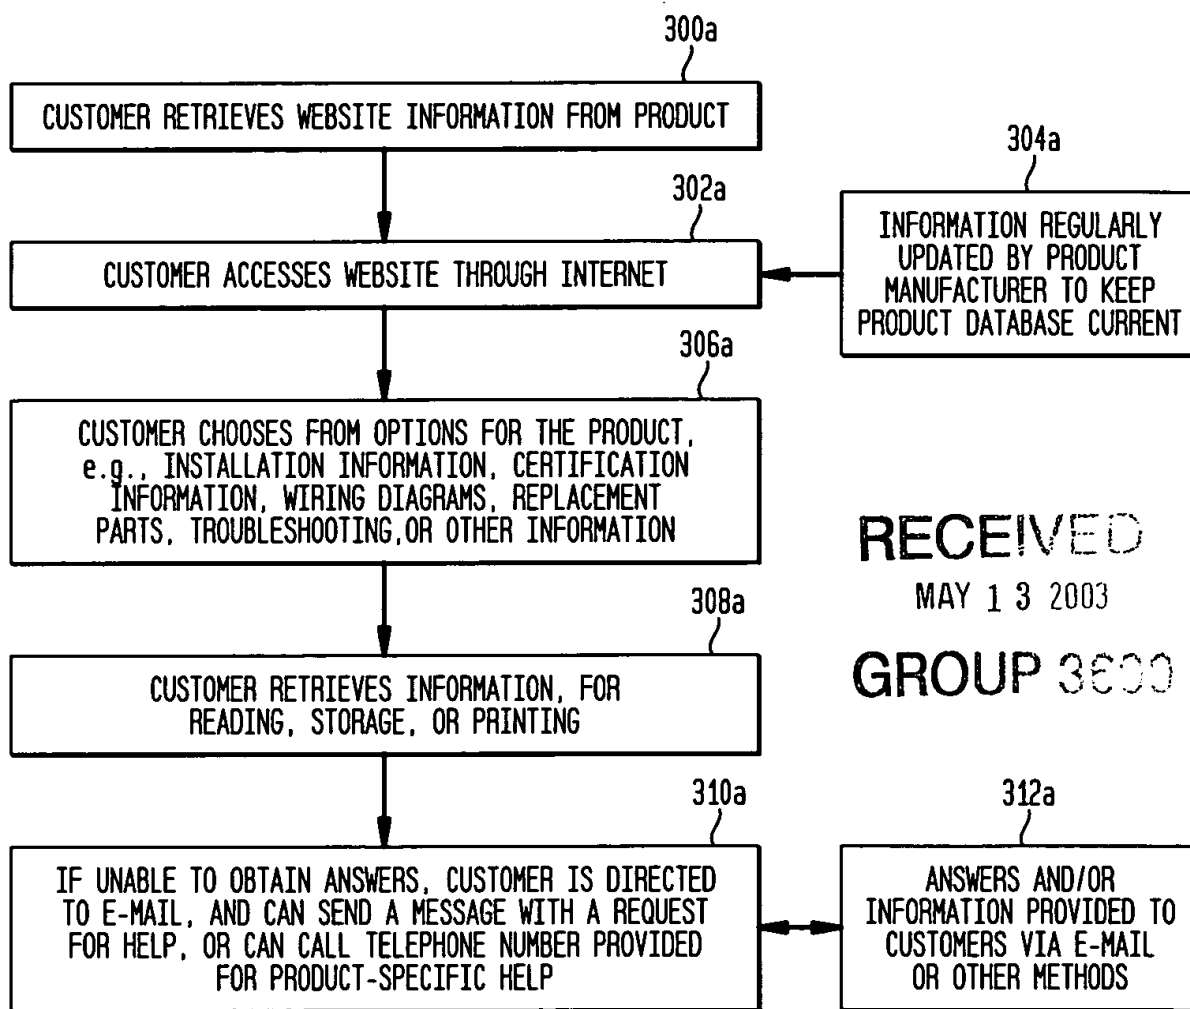 300a
CUSTOMER RETRIEVES WEBSITE INFORMATION FROM PRODUCT
302a
CUSTOMER ACCESSES WEBSITE THROUGH INTERNET
304a
INFORMATION REGULARLY
UPDATED BY PRODUCT
MANUFACTURER TO KEEP
PRODUCT DATABASE CURRENT
306a
CUSTOMER CHOOSES FROM OPTIONS FOR THE PRODUCT,
e.g., INSTALLATION INFORMATION, CERTIFICATION
INFORMATION, WIRING DIAGRAMS, REPLACEMENT
PARTS, TROUBLESHOOTING,OR OTHER INFORMATION
RECEIVED
MAY 13 2003
GROUP 3600
308a
CUSTOMER RETRIEVES INFORMATION, FOR
READING, STORAGE, OR PRINTING
310a
IF UNABLE TO OBTAIN ANSWERS, CUSTOMER IS DIRECTED
TO E-MAIL, AND CAN SEND A MESSAGE WITH A REQUEST
FOR HELP, OR CAN CALL TELEPHONE NUMBER PROVIDED
FOR PRODUCT-SPECIFIC HELP
312a
ANSWERS AND/OR
INFORMATION PROVIDED TO
CUSTOMERS VIA E-MAIL
OR OTHER METHODS